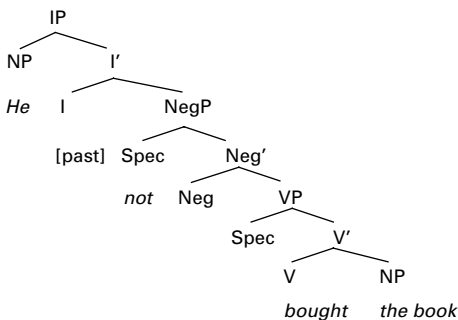 IP
NP I′
He I NegP
[past] Spec Neg′
not Neg VP
Spec V′
V NP
bought the book